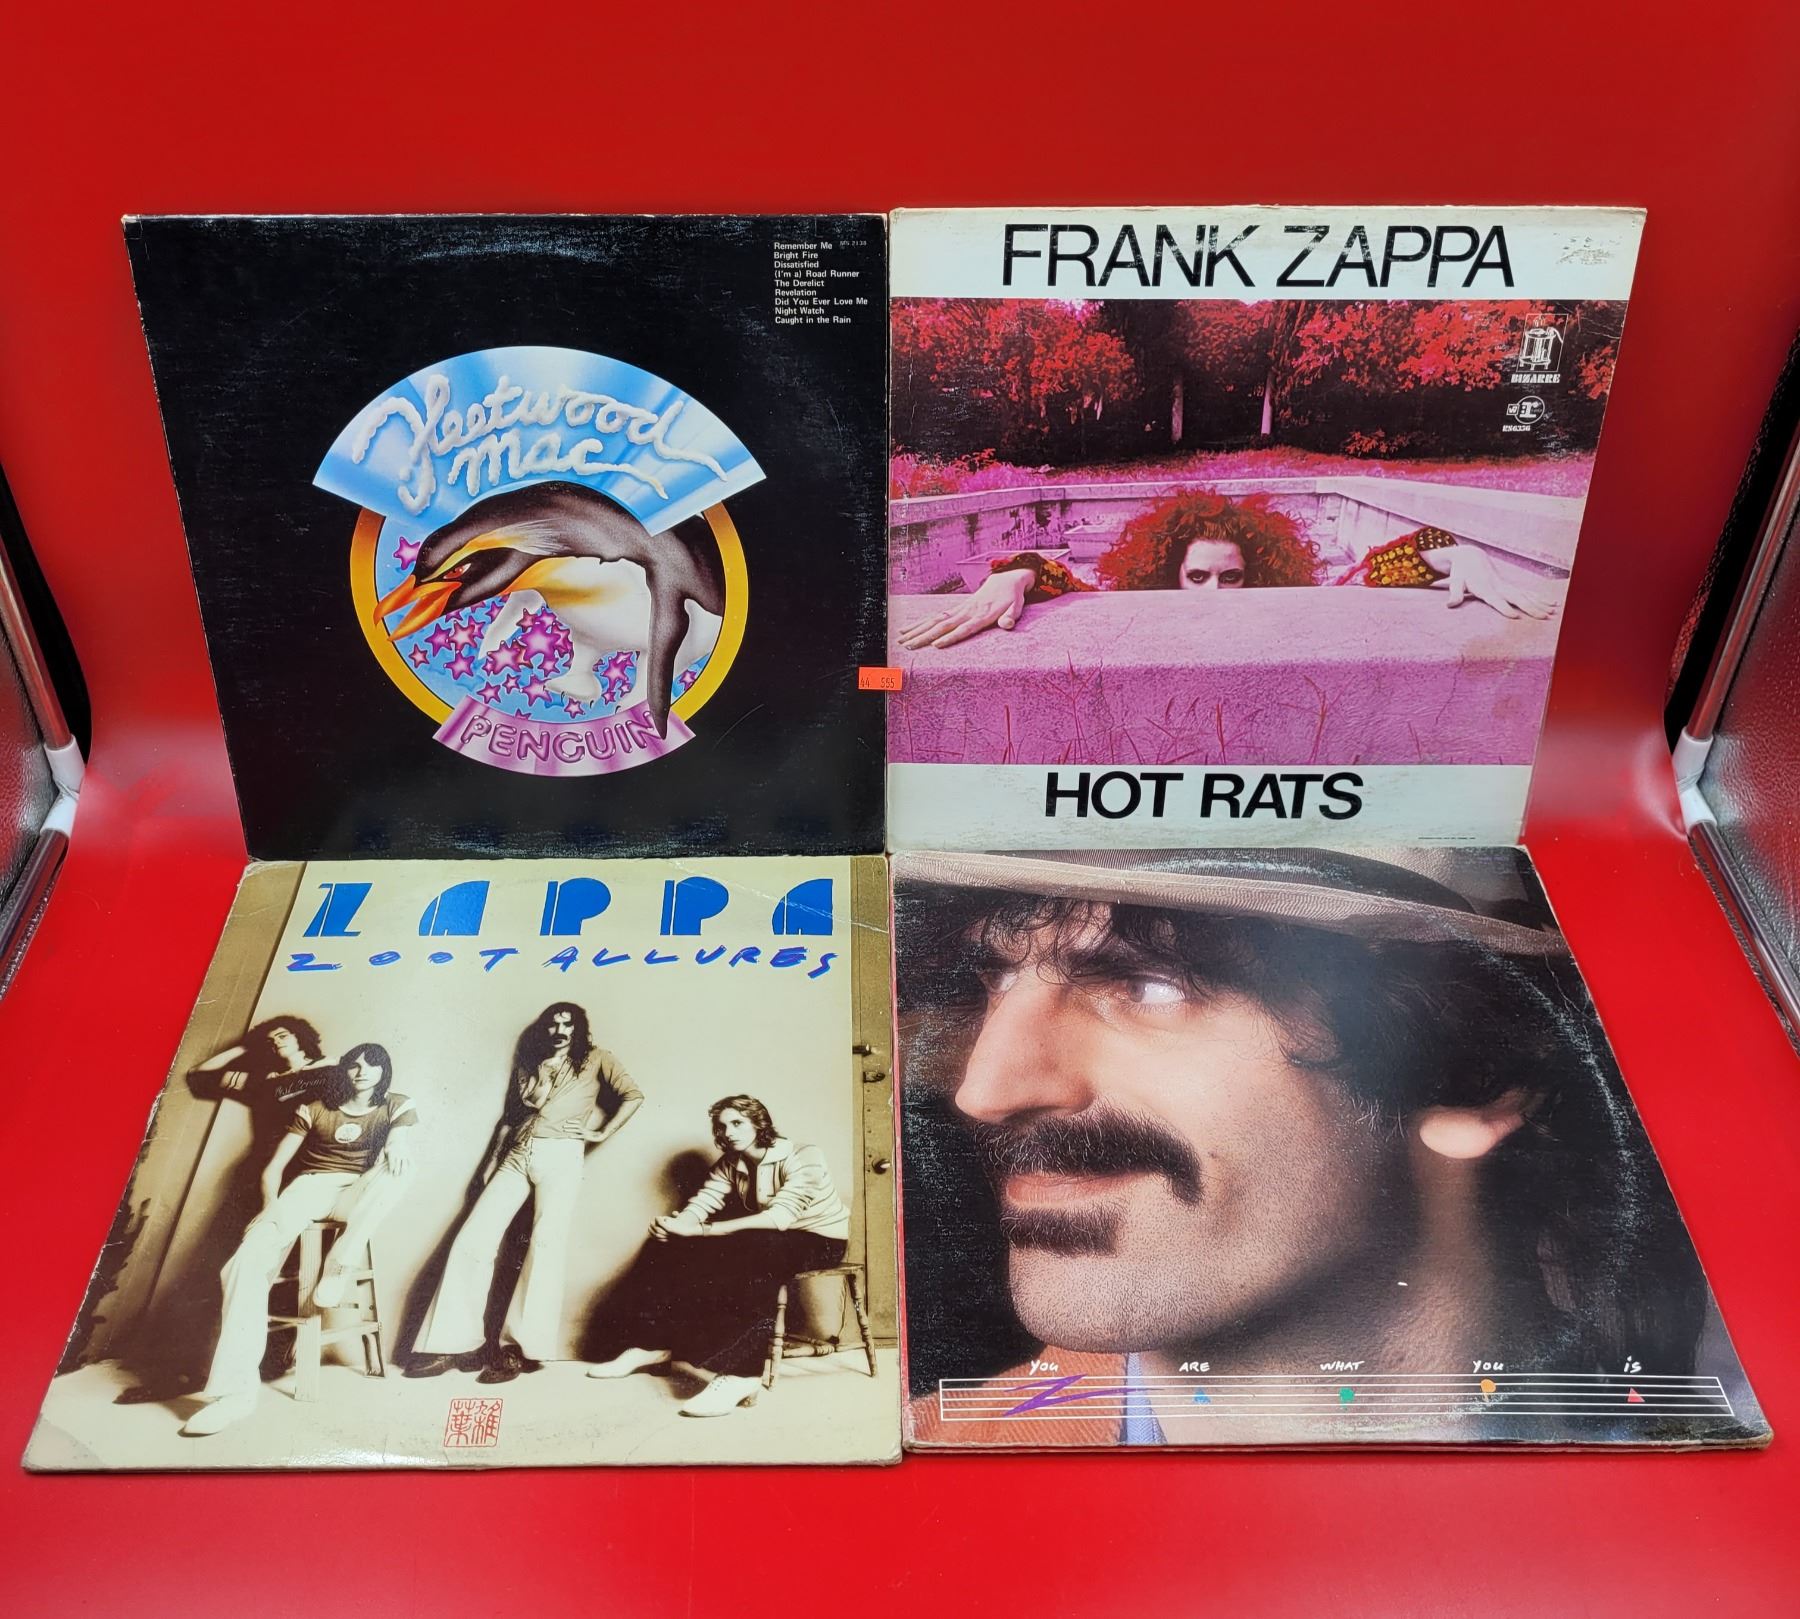 Remember Me MS 2138
Bright Fire
Dissatisfied
(I'm a) Road Runner
The Derelict
Revelation
Did You Ever Love Me
Night Watch
Caught in the Rain
Fleetwood
Mac
PENGUIN
44 555
FRANK ZAPPA
BIZARRE
RS6356
HOT RATS
ZAPPA
ZOOT ALLURES
YOU ARE WHAT YOU IS